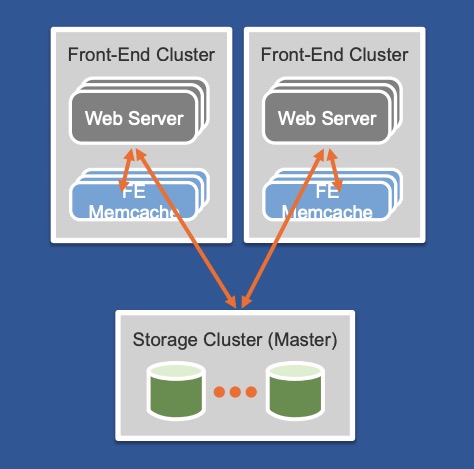 Front-End Cluster
Web Server
FE
Memcache
Front-End Cluster
Web Server
FE
Memcache
Storage Cluster (Master)